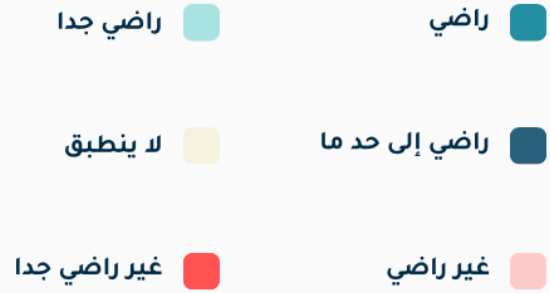 راضي
راضي جدا
راضي إلى حد ما
لا ينطبق
غير راضي
غير راضي جدا